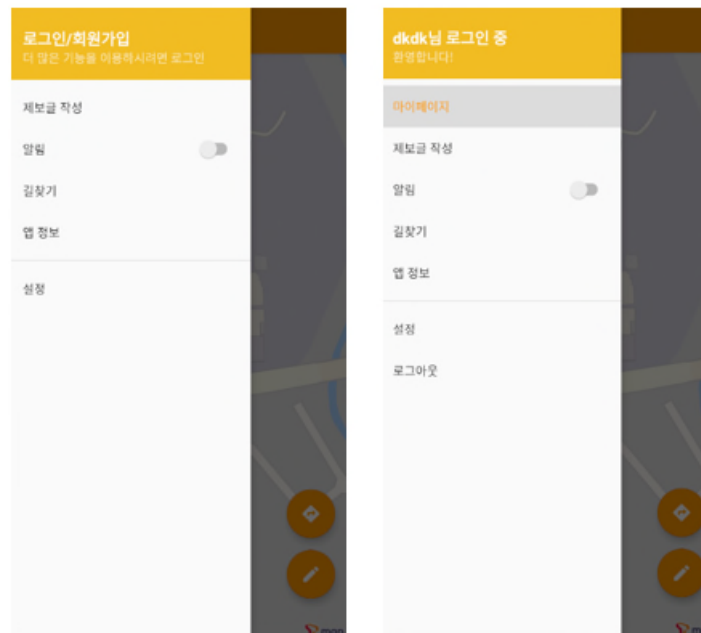 로그인/회원가입
더 많은 기능을 이용하시려면 로그인
제보글 작성
알림
길찾기
앱 정보
설정
dkdk님 로그인 중
환영합니다!
마이페이지
제보글 작성
알림
길찾기
앱 정보
설정
로그아웃